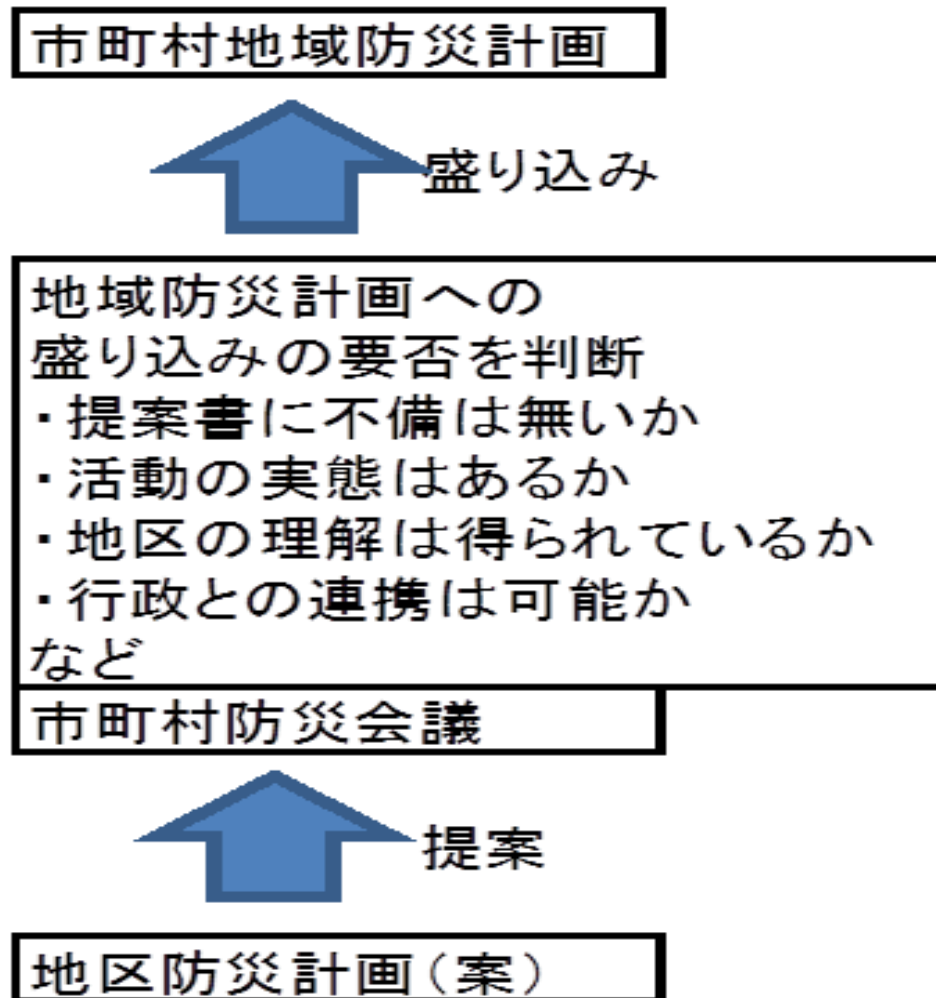 市町村地域防災計画
盛り込み
地域防災計画への
盛り込みの要否を判断
・提案書に不備は無いか
・活動の実態はあるか
・地区の理解は得られているか
・行政との連携は可能か
など
市町村防災会議
提案
地区防災計画（案）